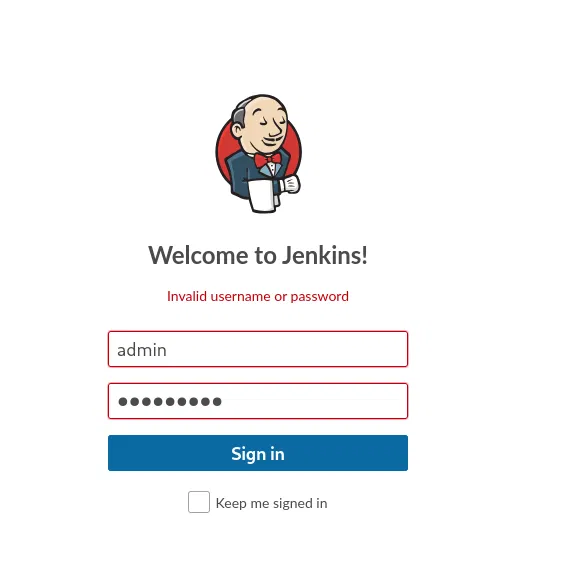 Welcome to Jenkins!
Invalid username or password
admin
●●●●●●●●●
Sign in
Keep me signed in